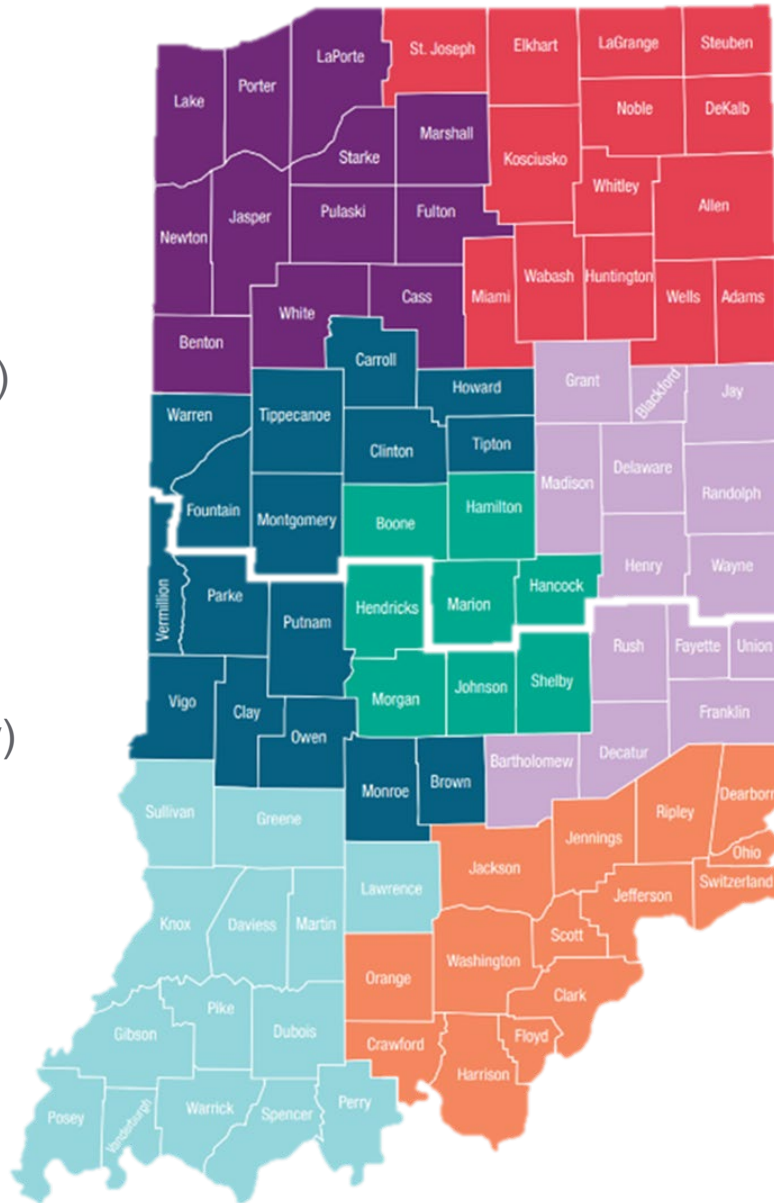 St. Joseph
Elkhart
LaGrange
Steuben
LaPorte
Porter
Lake
Noble
DeKalb
Marshall
Starke
Kosciusko
Whitley
Allen
Newton
Jasper
Pulaski
Fulton
Miami
Wabash
Huntington
Wells
Adams
White
Cass
Benton
Carroll
)
Grant
Blackford
Jay
Howard
Warren
Tippecanoe
Clinton
Tipton
Madison
Delaware
Randolph
Fountain
Montgomery
Boone
Hamilton
Henry
Wayne
Vermillion
Parke
Putnam
Hendricks
Marion
Hancock
Rush
Fayette
Union
Vigo
Clay
Owen
Morgan
Johnson
Shelby
Franklin
)
Monroe
Brown
Bartholomew
Decatur
Sullivan
Greene
Jennings
Ripley
Dearborn
Ohio
Lawrence
Jackson
Jefferson
Switzerland
Knox
Daviess
Martin
Scott
Orange
Washington
Clark
Gibson
Pike
Dubois
Crawford
Floyd
Harrison
Posey
Vanderburgh
Warrick
Spencer
Perry